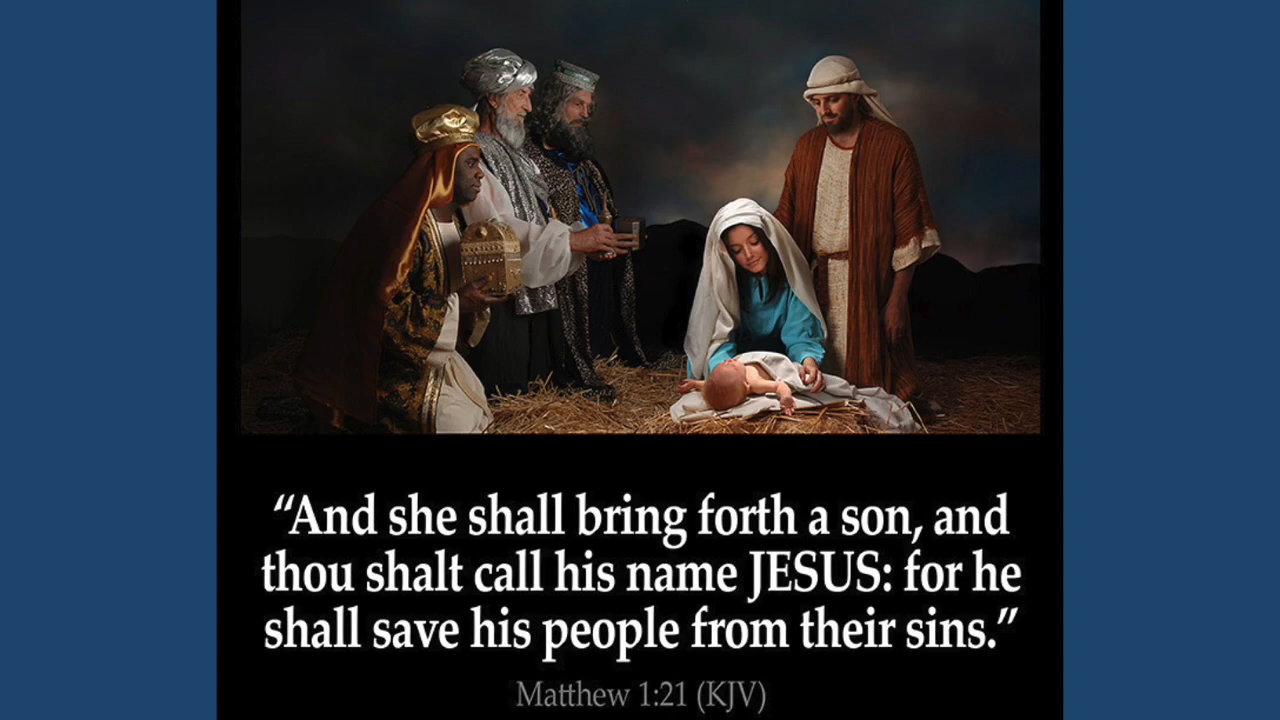 “And she shall bring forth a son, and
thou shalt call his name JESUS: for he
shall save his people from their sins.”
Matthew 1:21 (KJV)